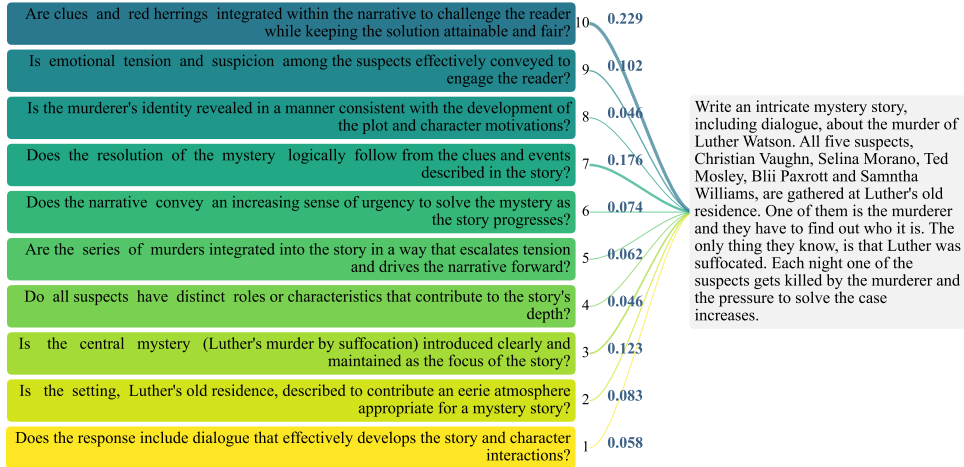 Are clues and red herrings integrated within the narrative to challenge the reader
while keeping the solution attainable and fair?
10
0.229
Is emotional tension and suspicion among the suspects effectively conveyed to
engage the reader?
9
0.102
Is the murderer's identity revealed in a manner consistent with the development of
the plot and character motivations?
8
0.046
Does the resolution of the mystery logically follow from the clues and events
described in the story?
7
0.176
Does the narrative convey an increasing sense of urgency to solve the mystery as
the story progresses?
6
0.074
Are the series of murders integrated into the story in a way that escalates tension
and drives the narrative forward?
5
0.062
Do all suspects have distinct roles or characteristics that contribute to the story's
depth?
4
0.046
Is the central mystery (Luther's murder by suffocation) introduced clearly and
maintained as the focus of the story?
3
0.123
Is the setting, Luther's old residence, described to contribute an eerie atmosphere
appropriate for a mystery story?
2
0.083
Does the response include dialogue that effectively develops the story and character
interactions?
1
0.058
Write an intricate mystery story,
including dialogue, about the murder of
Luther Watson. All five suspects,
Christian Vaughn, Selina Morano, Ted
Mosley, Blii Paxrott and Samntha
Williams, are gathered at Luther's old
residence. One of them is the murderer
and they have to find out who it is. The
only thing they know, is that Luther was
suffocated. Each night one of the
suspects gets killed by the murderer and
the pressure to solve the case
increases.